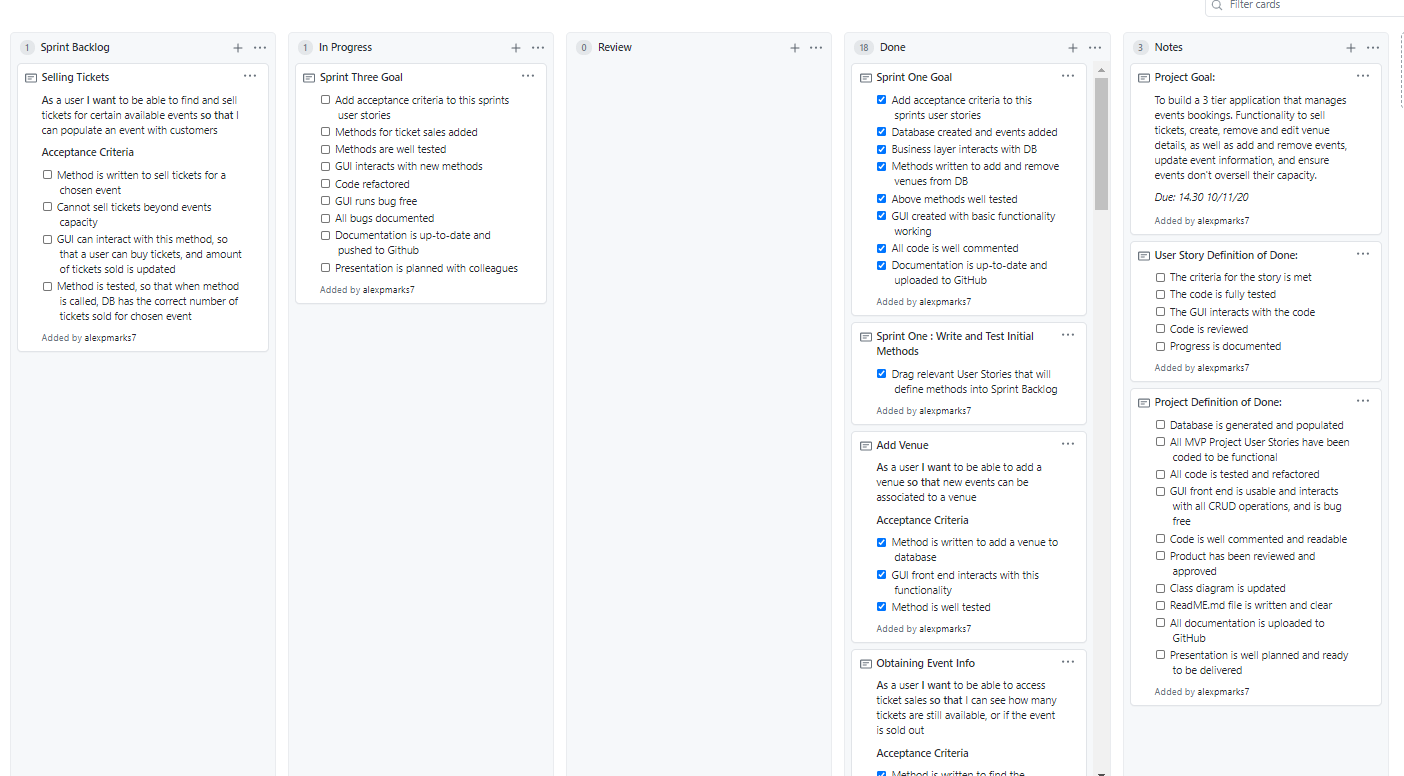 Filter cards
1 Sprint Backlog
Selling Tickets
As a user I want to be able to find and sell
tickets for certain available events so that I
can populate an event with customers
Acceptance Criteria
Method is written to sell tickets for a
chosen event
Cannot sell tickets beyond events
capacity
GUI can interact with this method, so
that a user can buy tickets, and amount
of tickets sold is updated
Method is tested, so that when method
is called, DB has the correct number of
tickets sold for chosen event
Added by alexpmarks7
1 In Progress
Sprint Three Goal
Add acceptance criteria to this sprints
user stories
Methods for ticket sales added
Methods are well tested
GUI interacts with new methods
Code refactored
GUI runs bug free
All bugs documented
Documentation is up-to-date and
pushed to Github
Presentation is planned with colleagues
Added by alexpmarks7
0 Review
18 Done
Sprint One Goal
Add acceptance criteria to this
sprints user stories
Database created and events added
Business layer interacts with DB
Methods written to add and remove
venues from DB
Above methods well tested
GUI created with basic functionality
working
All code is well commented
Documentation is up-to-date and
uploaded to GitHub
Added by alexpmarks7
Sprint One : Write and Test Initial
Methods
Drag relevant User Stories that will
define methods into Sprint Backlog
Added by alexpmarks7
Add Venue
As a user I want to be able to add a
venue so that new events can be
associated to a venue
Acceptance Criteria
Method is written to add a venue to
database
GUI front end interacts with this
functionality
Method is well tested
Added by alexpmarks7
Obtaining Event Info
As a user I want to be able to access
ticket sales so that I can see how many
tickets are still available, or if the event
is sold out
Acceptance Criteria
Method is written to find the
3 Notes
Project Goal:
To build a 3 tier application that manages
events bookings. Functionality to sell
tickets, create, remove and edit venue
details, as well as add and remove events,
update event information, and ensure
events don't oversell their capacity.
Due: 14.30 10/11/20
Added by alexpmarks7
User Story Definition of Done:
The criteria for the story is met
The code is fully tested
The GUI interacts with the code
Code is reviewed
Progress is documented
Added by alexpmarks7
Project Definition of Done:
Database is generated and populated
All MVP Project User Stories have been
coded to be functional
All code is tested and refactored
GUI front end is usable and interacts
with all CRUD operations, and is bug
free
Code is well commented and readable
Product has been reviewed and
approved
Class diagram is updated
ReadME.md file is written and clear
All documentation is uploaded to
GitHub
Presentation is well planned and ready
to be delivered
Added by alexpmarks7